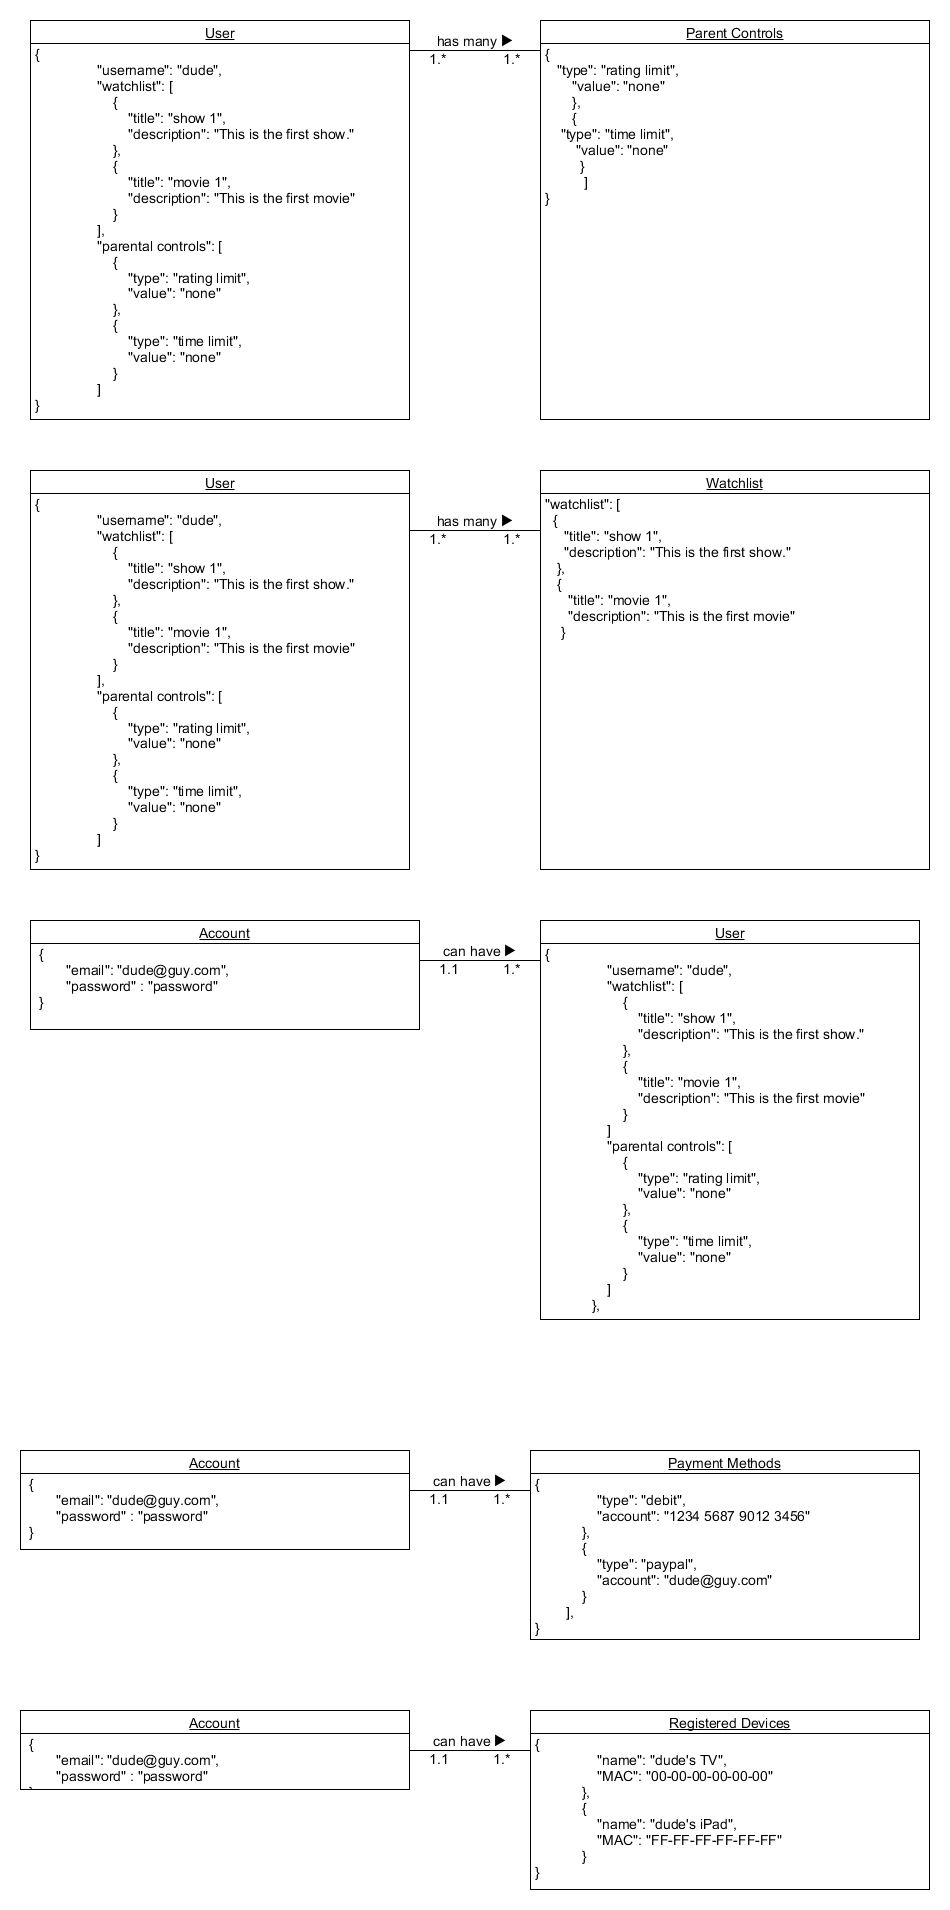 User
{
"username": "dude",
"watchlist": [
{
"title": "show 1",
"description": "This is the first show."
},
{
"title": "movie 1",
"description": "This is the first movie"
}
],
"parental controls": [
{
"type": "rating limit",
"value": "none"
},
{
"type": "time limit",
"value": "none"
}
]
}
has many ▶
1.* 1.*
Parent Controls
{
"type": "rating limit",
"value": "none"
},
{
"type": "time limit",
"value": "none"
}
]
}
User
{
"username": "dude",
"watchlist": [
{
"title": "show 1",
"description": "This is the first show."
},
{
"title": "movie 1",
"description": "This is the first movie"
}
],
"parental controls": [
{
"type": "rating limit",
"value": "none"
},
{
"type": "time limit",
"value": "none"
}
]
}
has many ▶
1.* 1.*
Watchlist
"watchlist": [
{
"title": "show 1",
"description": "This is the first show."
},
{
"title": "movie 1",
"description": "This is the first movie"
}
Account
{
"email": "dude@guy.com",
"password" : "password"
}
can have ▶
1.1 1.*
User
{
"username": "dude",
"watchlist": [
{
"title": "show 1",
"description": "This is the first show."
},
{
"title": "movie 1",
"description": "This is the first movie"
}
]
"parental controls": [
{
"type": "rating limit",
"value": "none"
},
{
"type": "time limit",
"value": "none"
}
]
},
Account
{
"email": "dude@guy.com",
"password" : "password"
}
can have ▶
1.1 1.*
Payment Methods
{
"type": "debit",
"account": "1234 5687 9012 3456"
},
{
"type": "paypal",
"account": "dude@guy.com"
}
],
}
Account
{
"email": "dude@guy.com",
"password" : "password"
}
can have ▶
1.1 1.*
Registered Devices
{
"name": "dude's TV",
"MAC": "00-00-00-00-00-00"
},
{
"name": "dude's iPad",
"MAC": "FF-FF-FF-FF-FF-FF"
}
}